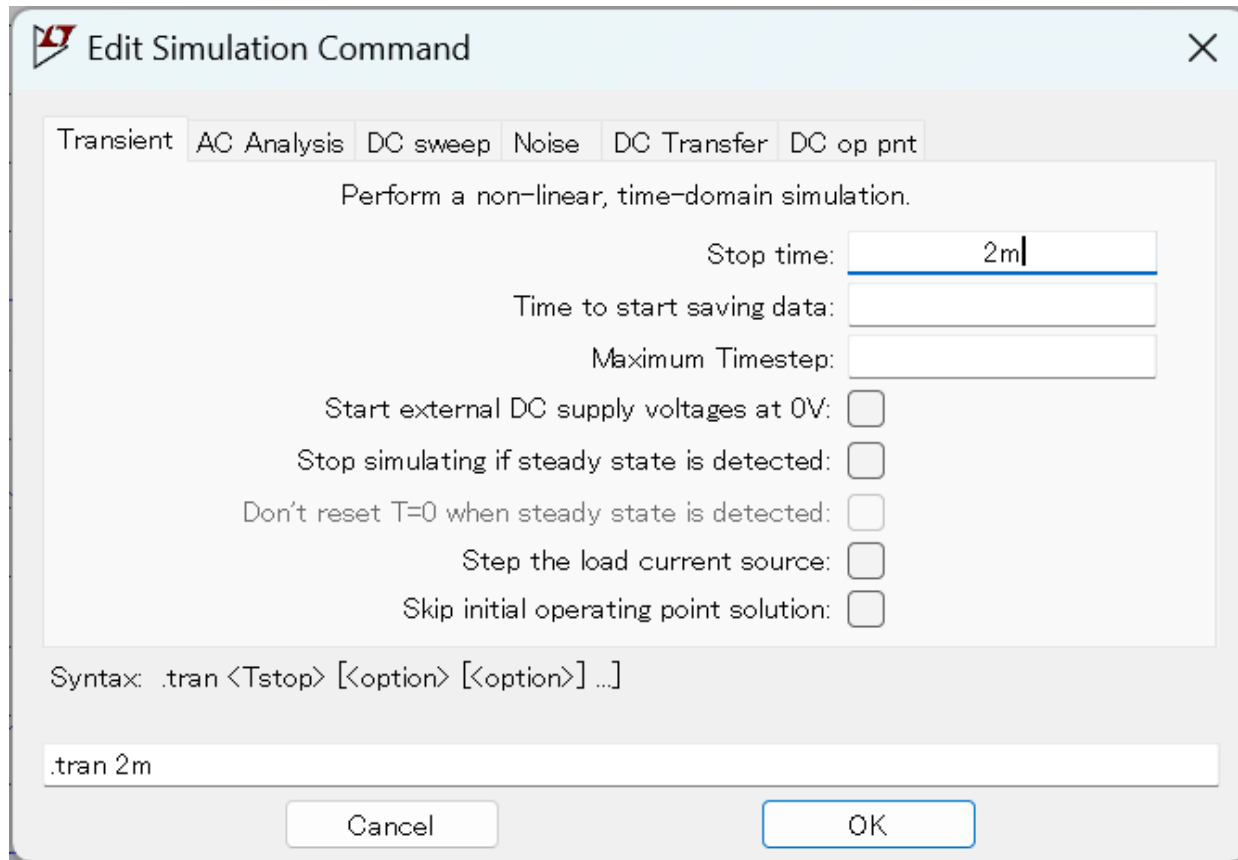 Edit Simulation Command
Transient AC Analysis DC sweep Noise DC Transfer DC op pnt
Perform a non-linear, time-domain simulation.
Stop time: 2m
Time to start saving data:
Maximum Timestep:
Start external DC supply voltages at 0V:
Stop simulating if steady state is detected:
Don't reset T=0 when steady state is detected:
Step the load current source:
Skip initial operating point solution:
Syntax: .tran <Tstop> [<option> [<option>] ...]
.tran 2m
Cancel OK